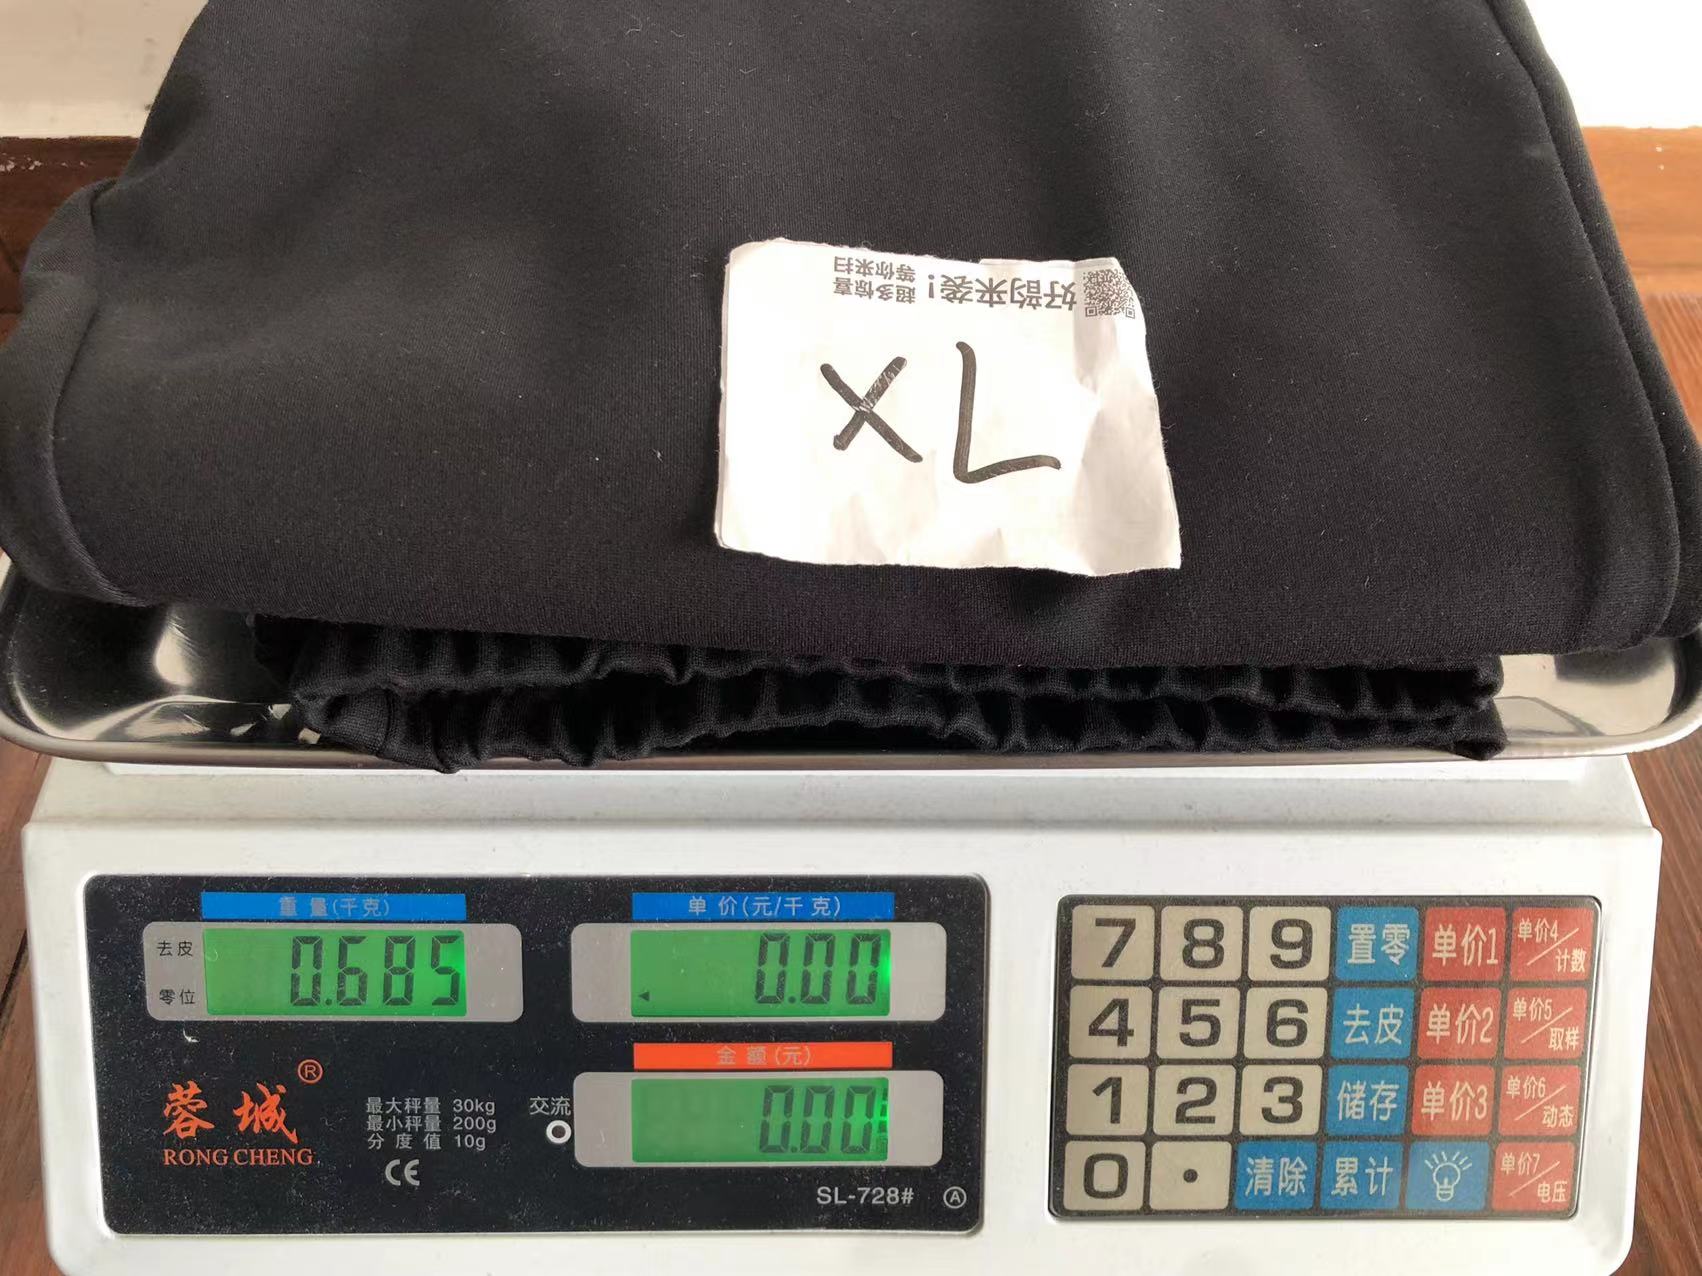 好韵来袭！超多惊喜
等你来扫
XL
重量(千克)
去皮
零位
0.685
单价(元/千克)
0.00
金额(元)
0.00
蓉城®
RONG CHENG
最大秤量 30kg
最小秤量 200g
分度值 10g
CE
交流
SL-728# A
7 8 9 置零 单价1 单价4/计数
4 5 6 去皮 单价2 单价5/取样
1 2 3 储存 单价3 单价6/动态
0 · 清除 累计 单价7/电压